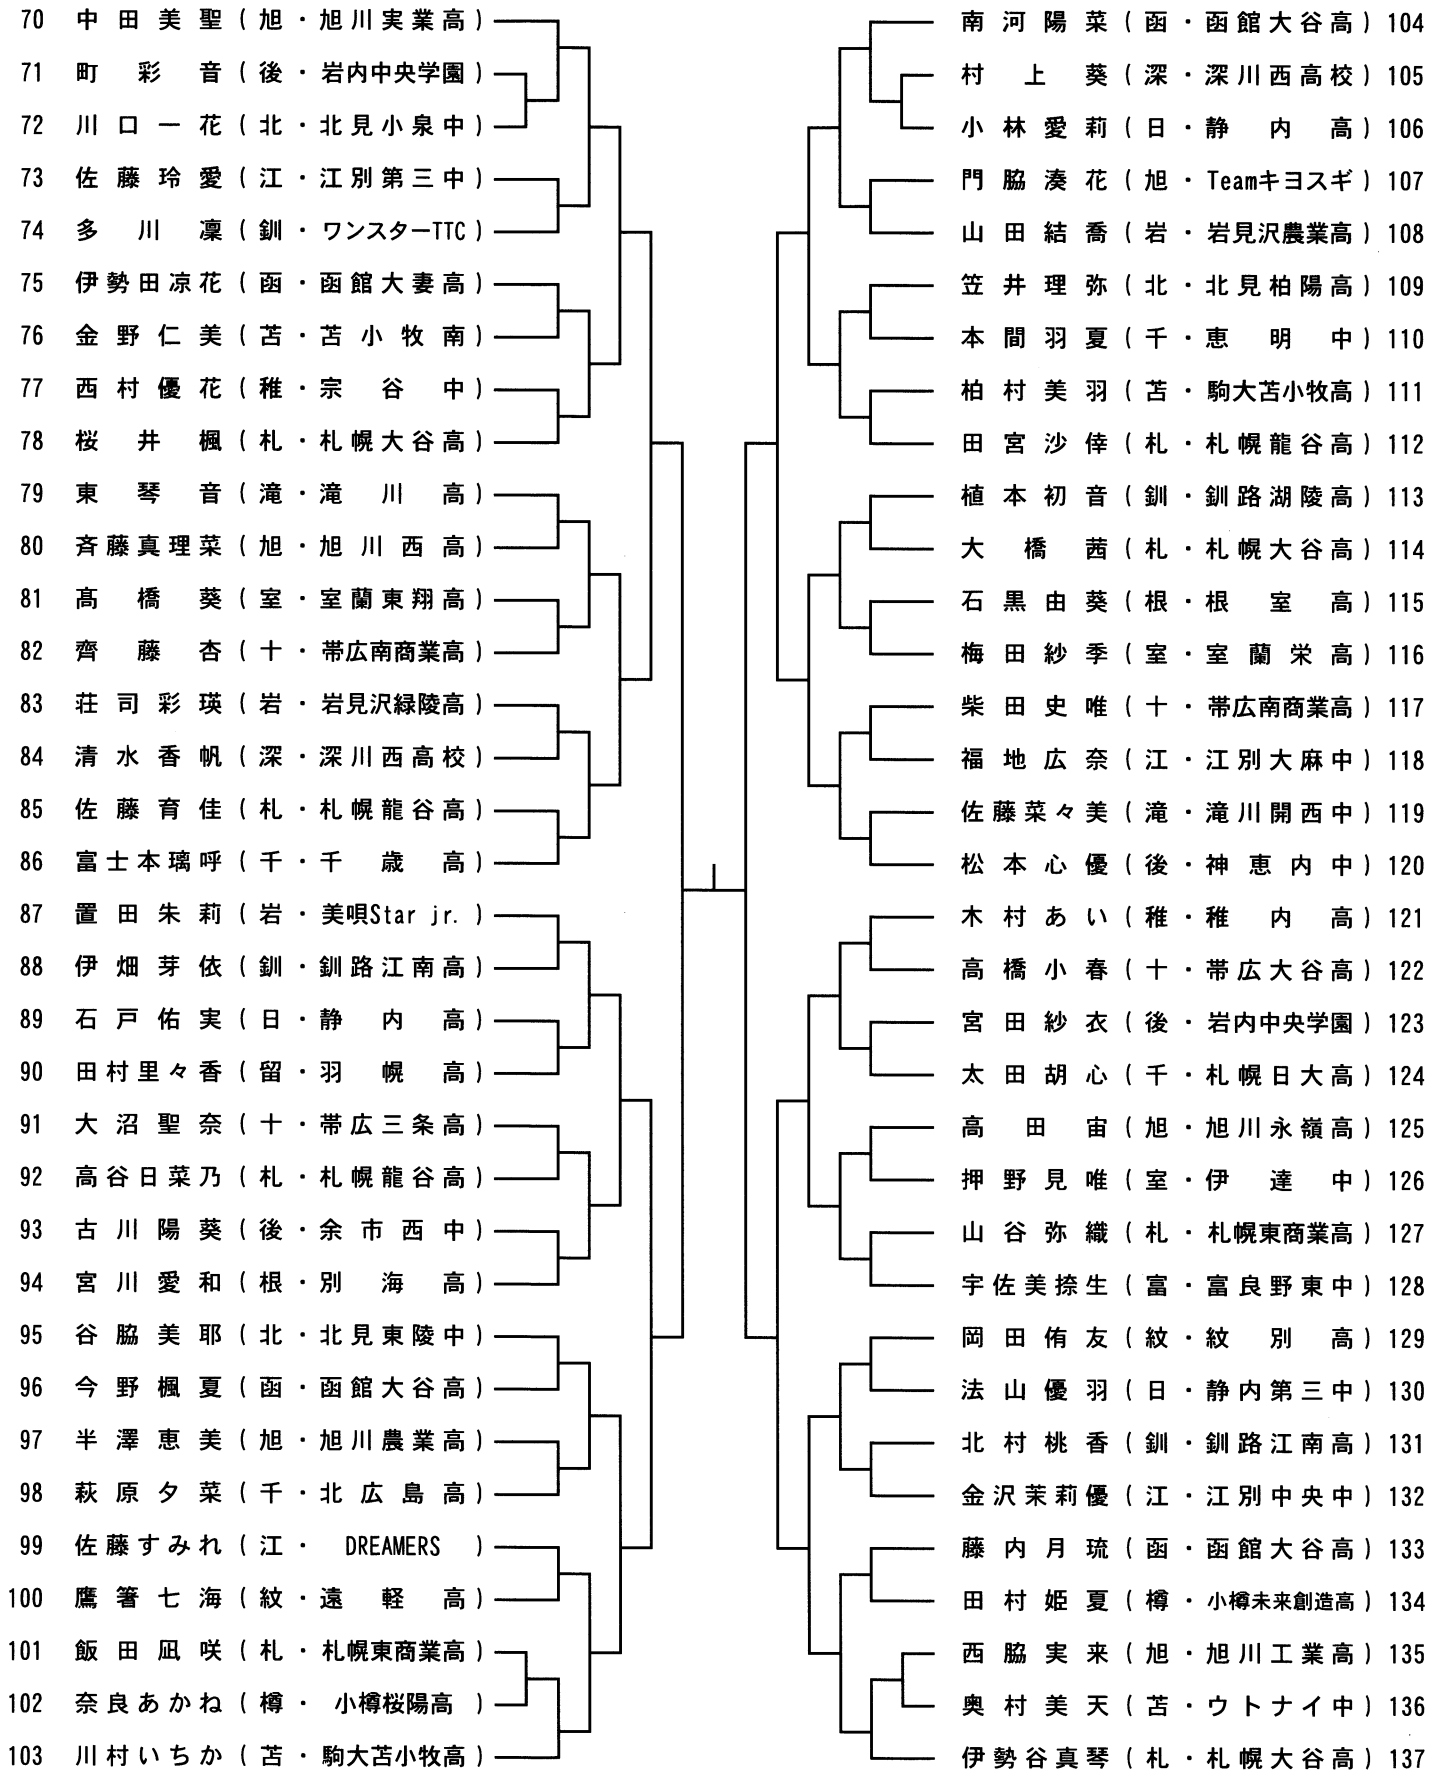 70 中田美聖 (旭・旭川実業高)
71 町彩音 (後・岩内中央学園)
72 川口一花 (北・北見小泉中)
73 佐藤玲愛 (江・江別第三中)
74 多川凜 (釧・ワンスターTTC)
75 伊勢田凉花 (函・函館大妻高)
76 金野仁美 (苫・苫小牧南)
77 西村優花 (稚・宗谷中)
78 桜井楓 (札・札幌大谷高)
79 東琴音 (滝・滝川高)
80 斉藤真理菜 (旭・旭川西高)
81 髙橋葵 (室・室蘭東翔高)
82 齊藤杏 (十・帯広南商業高)
83 荘司彩瑛 (岩・岩見沢緑陵高)
84 清水香帆 (深・深川西高校)
85 佐藤育佳 (札・札幌龍谷高)
86 富士本璃呼 (千・千歳高)
87 置田朱莉 (岩・美唄Star jr.)
88 伊畑芽依 (釧・釧路江南高)
89 石戸佑実 (日・静内高)
90 田村里々香 (留・羽幌高)
91 大沼聖奈 (十・帯広三条高)
92 高谷日菜乃 (札・札幌龍谷高)
93 古川陽葵 (後・余市西中)
94 宮川愛和 (根・別海高)
95 谷脇美耶 (北・北見東陵中)
96 今野楓夏 (函・函館大谷高)
97 半澤恵美 (旭・旭川農業高)
98 萩原夕菜 (千・北広島高)
99 佐藤すみれ (江・DREAMERS)
100 鷹箸七海 (紋・遠軽高)
101 飯田凪咲 (札・札幌東商業高)
102 奈良あかね (樽・小樽桜陽高)
103 川村いちか (苫・駒大苫小牧高)
南河陽菜 (函・函館大谷高) 104
村上葵 (深・深川西高校) 105
小林愛莉 (日・静内高) 106
門脇湊花 (旭・Teamキヨスギ) 107
山田結喬 (岩・岩見沢農業高) 108
笠井理弥 (北・北見柏陽高) 109
本間羽夏 (千・恵明中) 110
柏村美羽 (苫・駒大苫小牧高) 111
田宮沙倖 (札・札幌龍谷高) 112
植本初音 (釧・釧路湖陵高) 113
大橋茜 (札・札幌大谷高) 114
石黒由葵 (根・根室高) 115
梅田紗季 (室・室蘭栄高) 116
柴田史唯 (十・帯広南商業高) 117
福地広奈 (江・江別大麻中) 118
佐藤菜々美 (滝・滝川開西中) 119
松本心優 (後・神恵内中) 120
木村あい (稚・稚内高) 121
高橋小春 (十・帯広大谷高) 122
宮田紗衣 (後・岩内中央学園) 123
太田胡心 (千・札幌日大高) 124
高田宙 (旭・旭川永嶺高) 125
押野見唯 (室・伊達中) 126
山谷弥織 (札・札幌東商業高) 127
宇佐美捺生 (富・富良野東中) 128
岡田侑友 (紋・紋別高) 129
法山優羽 (日・静内第三中) 130
北村桃香 (釧・釧路江南高) 131
金沢茉莉優 (江・江別中央中) 132
藤内月琉 (函・函館大谷高) 133
田村姫夏 (樽・小樽未来創造高) 134
西脇実来 (旭・旭川工業高) 135
奥村美天 (苫・ウトナイ中) 136
伊勢谷真琴 (札・札幌大谷高) 137